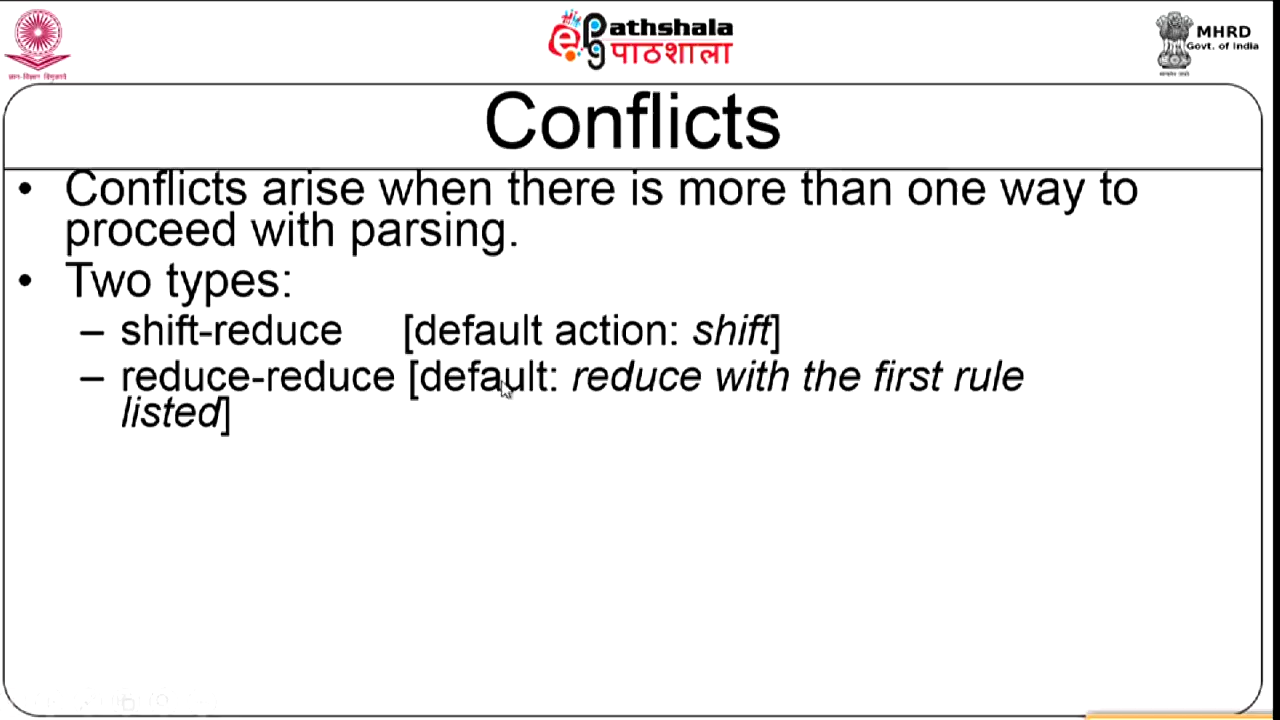 ePathshala
पाठशाला
MHRD
Govt. of India
Conflicts
• Conflicts arise when there is more than one way to
proceed with parsing.
• Two types:
– shift-reduce [default action: shift]
– reduce-reduce [default: reduce with the first rule
listed]